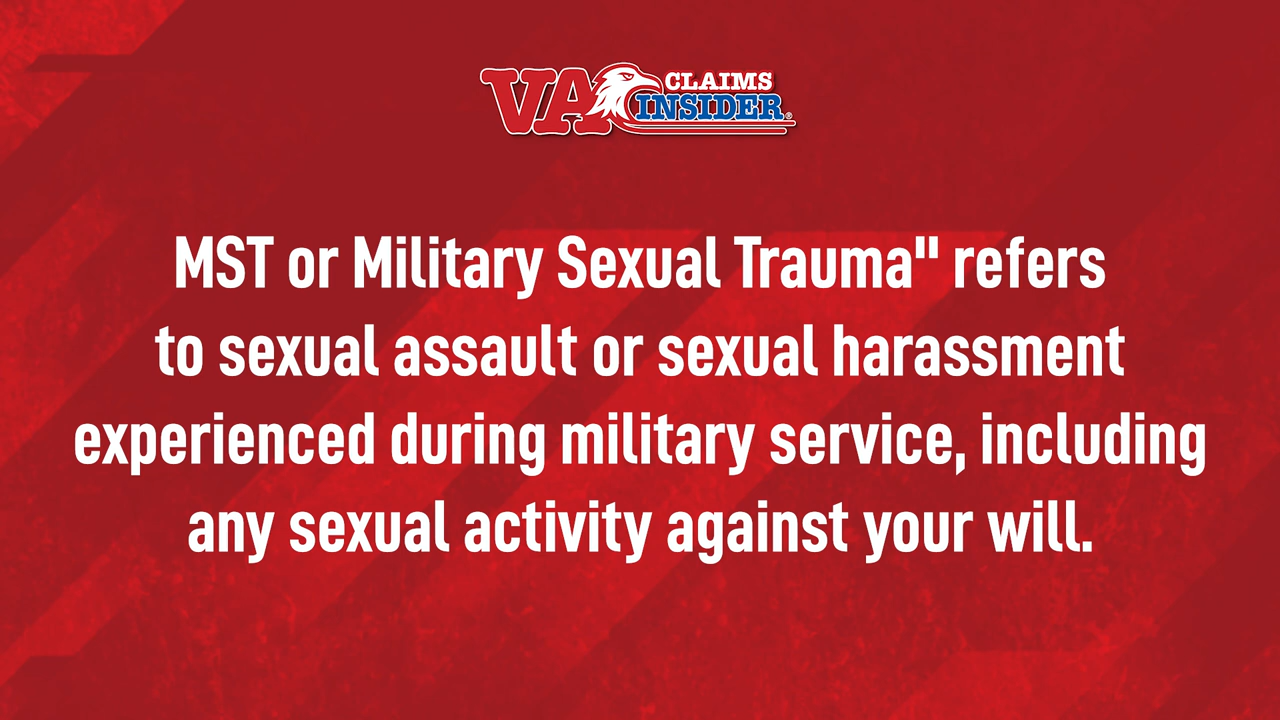 VA CLAIMS
INSIDER®
MST or Military Sexual Trauma" refers
to sexual assault or sexual harassment
experienced during military service, including
any sexual activity against your will.